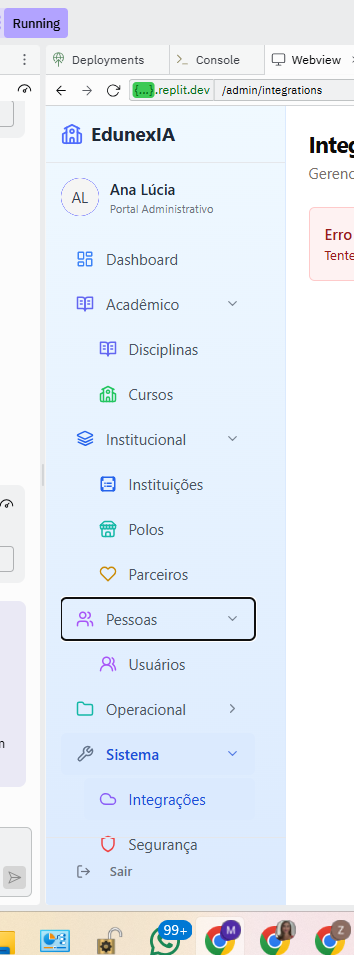 Running
Deployments
Console
Webview
{...}.replit.dev
/admin/integrations
EdunexIA
AL
Ana Lúcia
Portal Administrativo
Dashboard
Acadêmico
Disciplinas
Cursos
Institucional
Instituições
Polos
Parceiros
Pessoas
Usuários
Operacional
Sistema
Integrações
Segurança
Sair
Integ
Gerenc
Erro
Tente
99+
M
Z